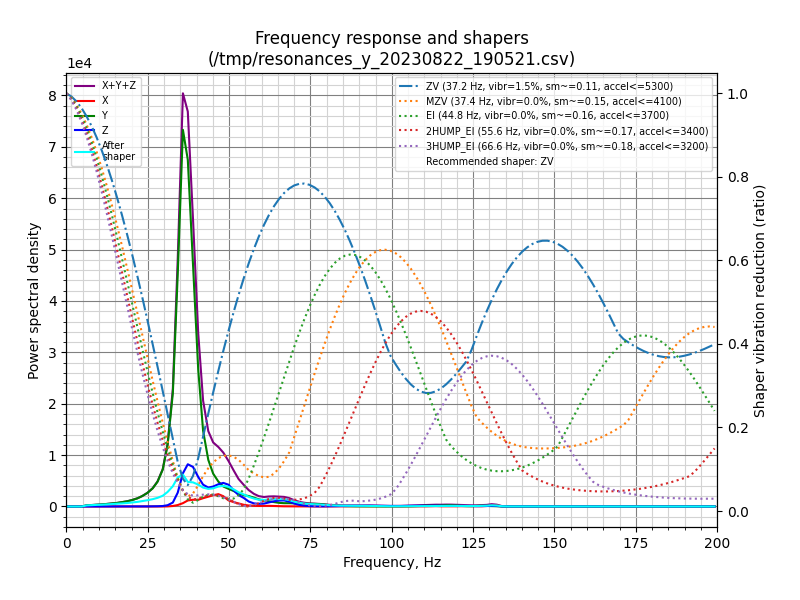 Frequency response and shapers
(/tmp/resonances_y_20230822_190521.csv)
1e4
X+Y+Z
X
Y
Z
After
shaper
ZV (37.2 Hz, vibr=1.5%, sm~=0.11, accel<=5300)
MZV (37.4 Hz, vibr=0.0%, sm~=0.15, accel<=4100)
EI (44.8 Hz, vibr=0.0%, sm~=0.16, accel<=3700)
2HUMP_EI (55.6 Hz, vibr=0.0%, sm~=0.17, accel<=3400)
3HUMP_EI (66.6 Hz, vibr=0.0%, sm~=0.18, accel<=3200)
Recommended shaper: ZV
Power spectral density
8
7
6
5
4
3
2
1
0
1.0
0.8
0.6
0.4
0.2
0.0
Shaper vibration reduction (ratio)
0 25 50 75 100 125 150 175 200
Frequency, Hz